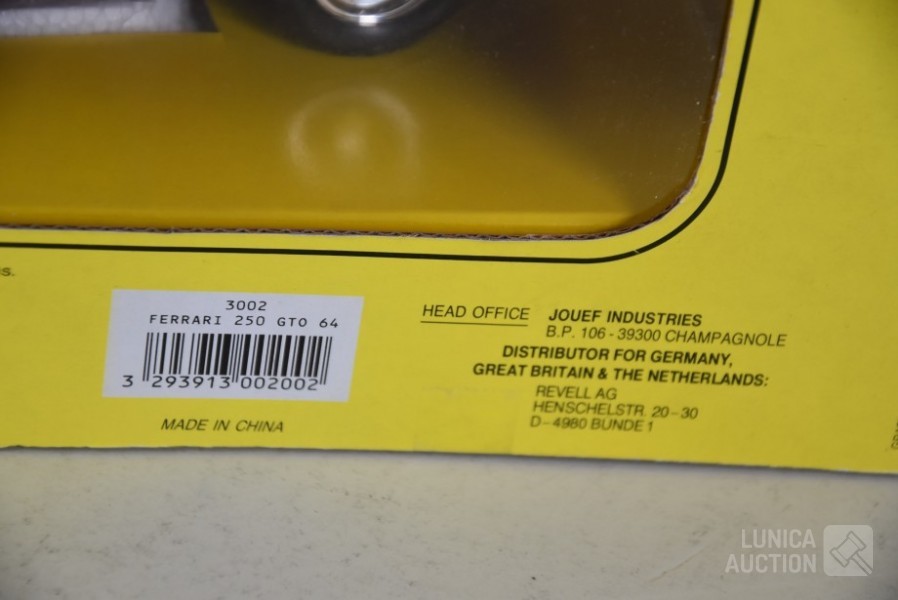 s.
3002
FERRARI 250 GTO 64
3 293913 002002
MADE IN CHINA
HEAD OFFICE JOUEF INDUSTRIES
B.P. 106 - 39300 CHAMPAGNOLE
DISTRIBUTOR FOR GERMANY,
GREAT BRITAIN & THE NETHERLANDS:
REVELL AG
HENSCHELSTR. 20-30
D-4980 BÜNDE 1
LUNICA
AUCTION